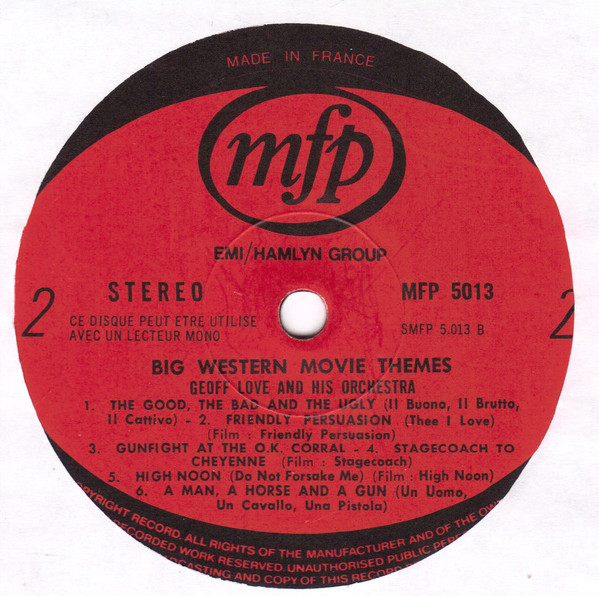 MADE IN FRANCE
mfp
EMI/HAMLYN GROUP
2 STEREO MFP 5013 2
CE DISQUE PEUT ETRE UTILISE
AVEC UN LECTEUR MONO
SMFP 5.013 B
BIG WESTERN MOVIE THEMES
GEOFF LOVE AND HIS ORCHESTRA
1. THE GOOD, THE BAD AND THE UGLY (Il Buono, Il Brutto,
Il Cattivo) - 2. FRIENDLY PERSUASION (Thee I Love)
(Film : Friendly Persuasion)
3. GUNFIGHT AT THE O.K. CORRAL - 4. STAGECOACH TO
CHEYENNE (Film : Stagecoach)
5. HIGH NOON (Do Not Forsake Me) (Film : High Noon)
6. A MAN, A HORSE AND A GUN (Un Uomo,
Un Cavallo, Una Pistola)
RECORD. ALL RIGHTS OF THE MANUFACTURER AND OF THE
WORK RESERVED. UNAUTHORISED PUBLIC
AND COPY OF THIS RECORD